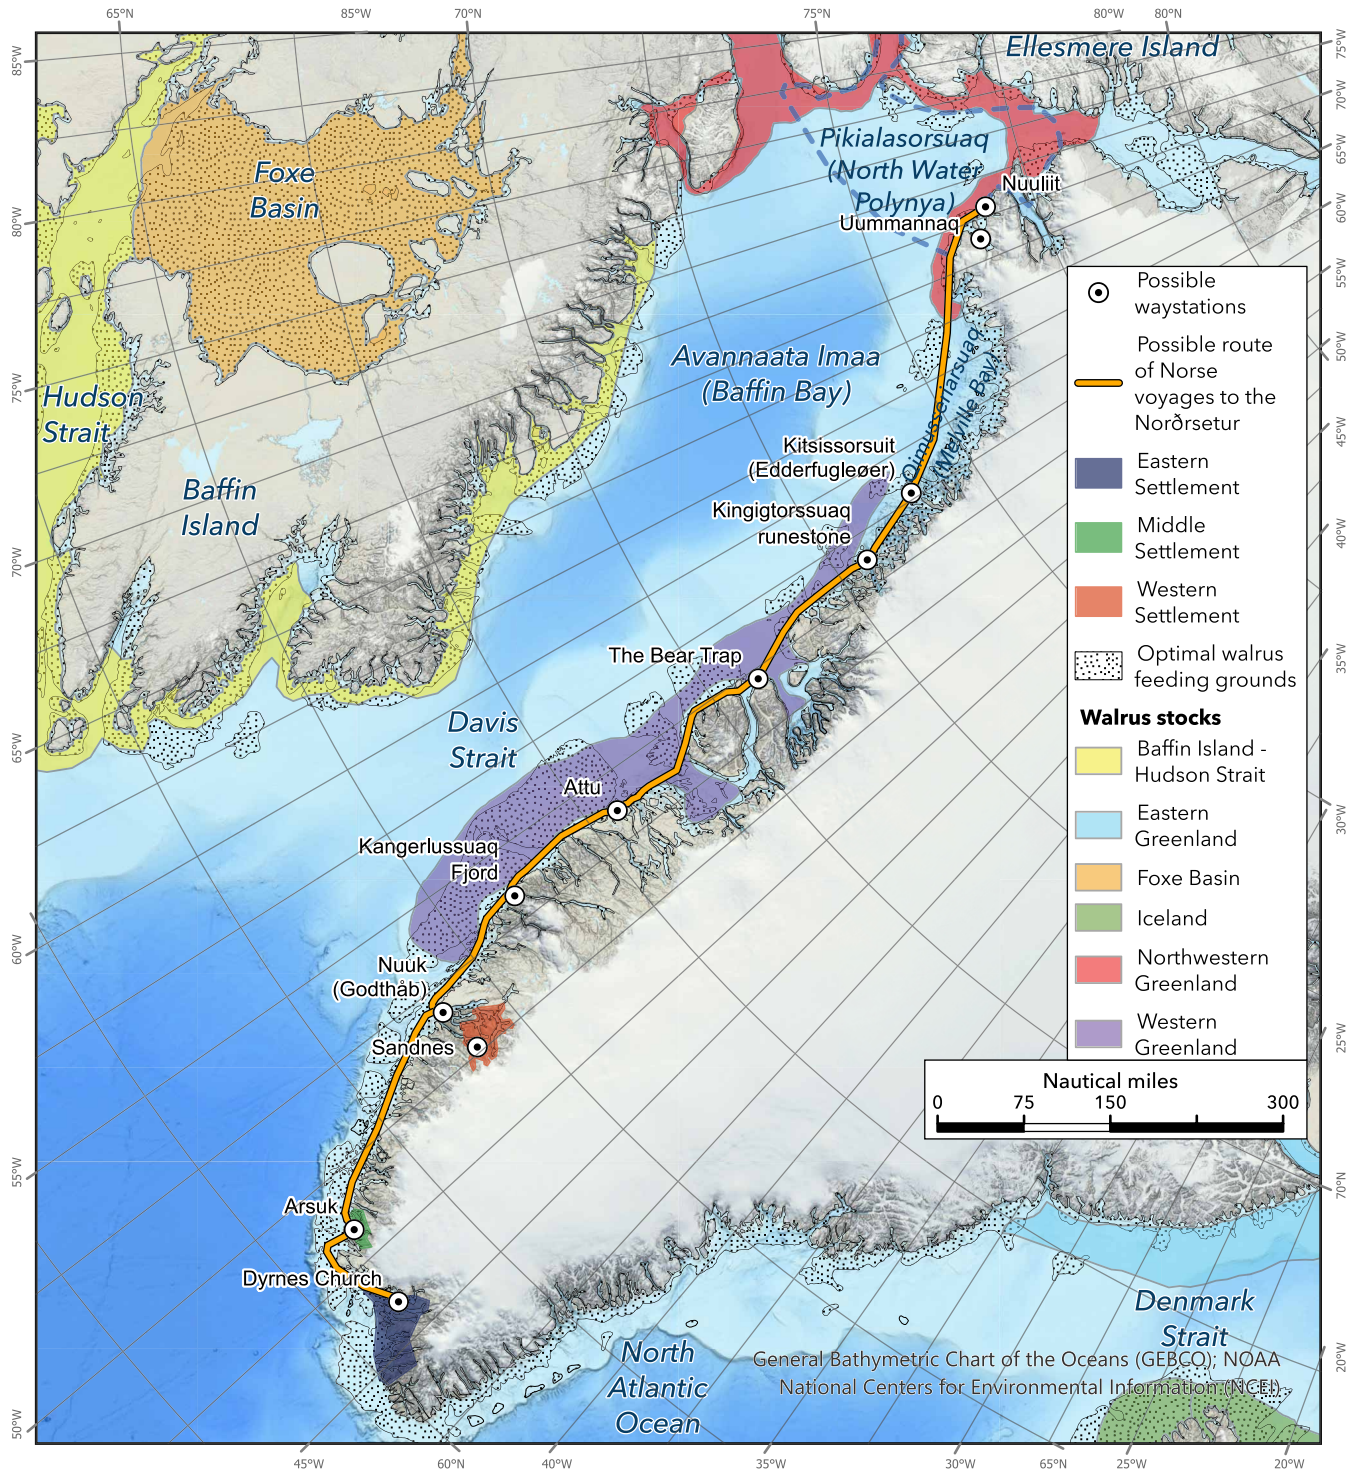 65°N
85°W
70°N
75°N
80°N
80°N
85°W
75°W
70°W
65°W
60°W
55°W
50°W
45°W
40°W
35°W
30°W
25°W
70°N
20°W
80°W
75°W
70°W
65°W
60°W
55°W
50°W
45°W
60°N
40°W
35°W
30°W
65°N
25°W
20°W
Ellesmere Island
Pikialasorsuaq
(North Water
Polynya)
Nuuliit
Uummannaq
Foxe
Basin
Hudson
Strait
Baffin
Island
Avannaata Imaa
(Baffin Bay)
Qimusseriarsuaq
(Melville Bay)
Kitsissorsuit
(Edderfugleøer)
Kingigtorssuaq
runestone
The Bear Trap
Davis
Strait
Attu
Kangerlussuaq
Fjord
Nuuk
(Godthåb)
Sandnes
Arsuk
Dyrnes Church
North
Atlantic
Ocean
Denmark
Strait
General Bathymetric Chart of the Oceans (GEBCO); NOAA
National Centers for Environmental Information (NCEI)
Possible
waystations
Possible route
of Norse
voyages to the
Norðrsetur
Eastern
Settlement
Middle
Settlement
Western
Settlement
Optimal walrus
feeding grounds
Walrus stocks
Baffin Island -
Hudson Strait
Eastern
Greenland
Foxe Basin
Iceland
Northwestern
Greenland
Western
Greenland
Nautical miles
0 75 150 300